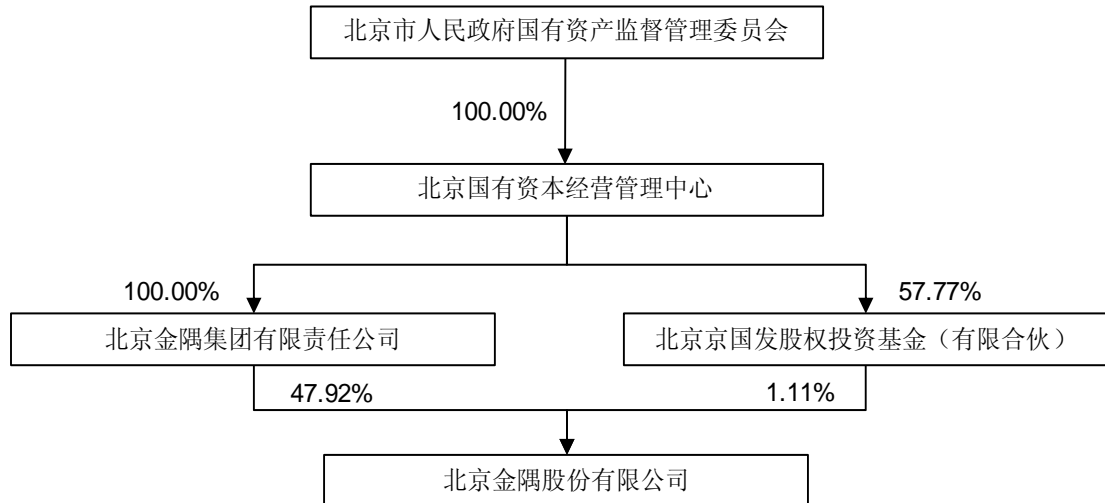 北京市人民政府国有资产监督管理委员会
100.00%
北京国有资本经营管理中心
100.00%
57.77%
北京金隅集团有限责任公司
北京京国发股权投资基金（有限合伙）
47.92%
1.11%
北京金隅股份有限公司